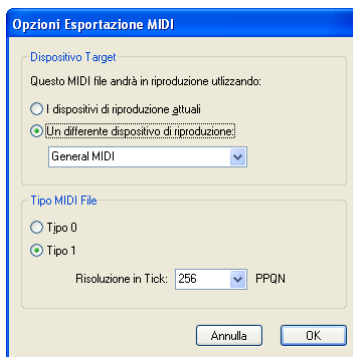 Opzioni Esportazione MIDI
Dispositivo Target
Questo MIDI file andrà in riproduzione utlizzando:
I dispositivi di riproduzione attuali
Un differente dispositivo di riproduzione:
General MIDI
Tipo MIDI File
Tipo 0
Tipo 1
Risoluzione in Tick: 256 PPQN
Annulla OK